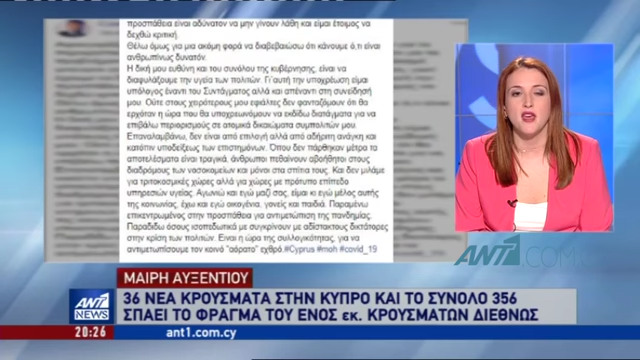 προσπάθεια είναι αδύνατον να μην γίνουν λάθη και είμαι έτοιμος να
δεχθώ κριτική.
Θέλω όμως για μια ακόμη φορά να διαβεβαιώσω ότι κάνουμε ό,τι είναι
ανθρωπίνως δυνατόν.
Η δική μου ευθύνη και του συνόλου της κυβέρνησης, είναι να
διαφυλάξουμε την υγεία των πολιτών. Γι΄αυτή την υποχρέωση είμαι
υπόλογος έναντι του Συντάγματος αλλά και απέναντι στη συνείδησή
μου. Ούτε στους χειρότερους μου εφιάλτες δεν φανταζόμουν ότι θα
ερχόταν η ώρα που θα υποχρεωνόμουν να εκδίδω διατάγματα για να
επιβάλω περιορισμούς σε ατομικά δικαιώματα συμπολιτών μου.
Επαναλαμβάνω, δεν είναι από επιλογή αλλά από αδήριτη ανάγκη και
κατόπιν υποδείξεως των επιστημόνων. Όπου δεν πάρθηκαν μέτρα τα
αποτελέσματα είναι τραγικά, άνθρωποι πεθαίνουν αβοήθητοι στους
διαδρόμους των νοσοκομείων και μόνοι στα σπίτια τους. Και δεν μιλάμε
για τριτοκοσμικές χώρες αλλά για χώρες με πρότυπο επίπεδο
υπηρεσιών υγείας. Αγωνιώ και εγώ μαζί σας, είμαι κι εγώ μέλος αυτής
της κοινωνίας, έχω και εγώ οικογένεια, γονείς και παιδιά. Παραμένω
επικεντρωμένος στην προσπάθεια για αντιμετώπιση της πανδημίας.
Παραδίδω όσους ισοπεδωτικά με συγκρίνουν με αδίστακτους δικτάτορες
στην κρίση των πολιτών. Είναι η ώρα της συλλογικότητας, για να
αντιμετωπίσουμε τον κοινό "αόρατο" εχθρό.#Cyprus #moh #covid_19
ANT1.COM
ΜΑΙΡΗ ΑΥΞΕΝΤΙΟΥ
ANT1 NEWS
36 ΝΕΑ ΚΡΟΥΣΜΑΤΑ ΣΤΗΝ ΚΥΠΡΟ ΚΑΙ ΤΟ ΣΥΝΟΛΟ 356
ΣΠΑΕΙ ΤΟ ΦΡΑΓΜΑ ΤΟΥ ΕΝΟΣ εκ. ΚΡΟΥΣΜΑΤΩΝ ΔΙΕΘΝΩΣ
20:26
ant1.com.cy